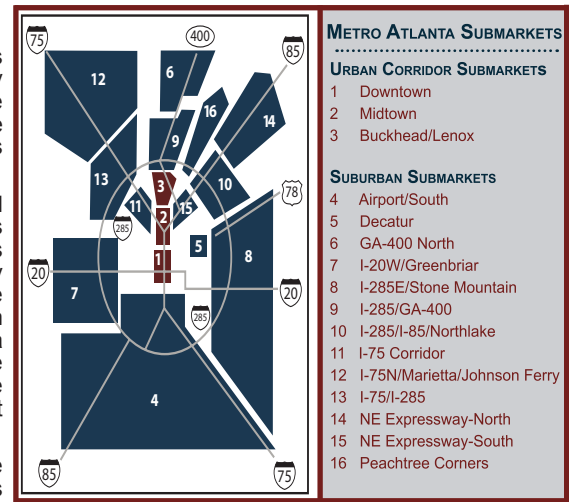 75
400
85
12
6
16
14
9
13
3
10
11
15
78
2
285
5
8
1
20
7
20
285
4
85
75
METRO ATLANTA SUBMARKETS
URBAN CORRIDOR SUBMARKETS
1 Downtown
2 Midtown
3 Buckhead/Lenox
SUBURBAN SUBMARKETS
4 Airport/South
5 Decatur
6 GA-400 North
7 I-20W/Greenbriar
8 I-285E/Stone Mountain
9 I-285/GA-400
10 I-285/I-85/Northlake
11 I-75 Corridor
12 I-75N/Marietta/Johnson Ferry
13 I-75/I-285
14 NE Expressway-North
15 NE Expressway-South
16 Peachtree Corners